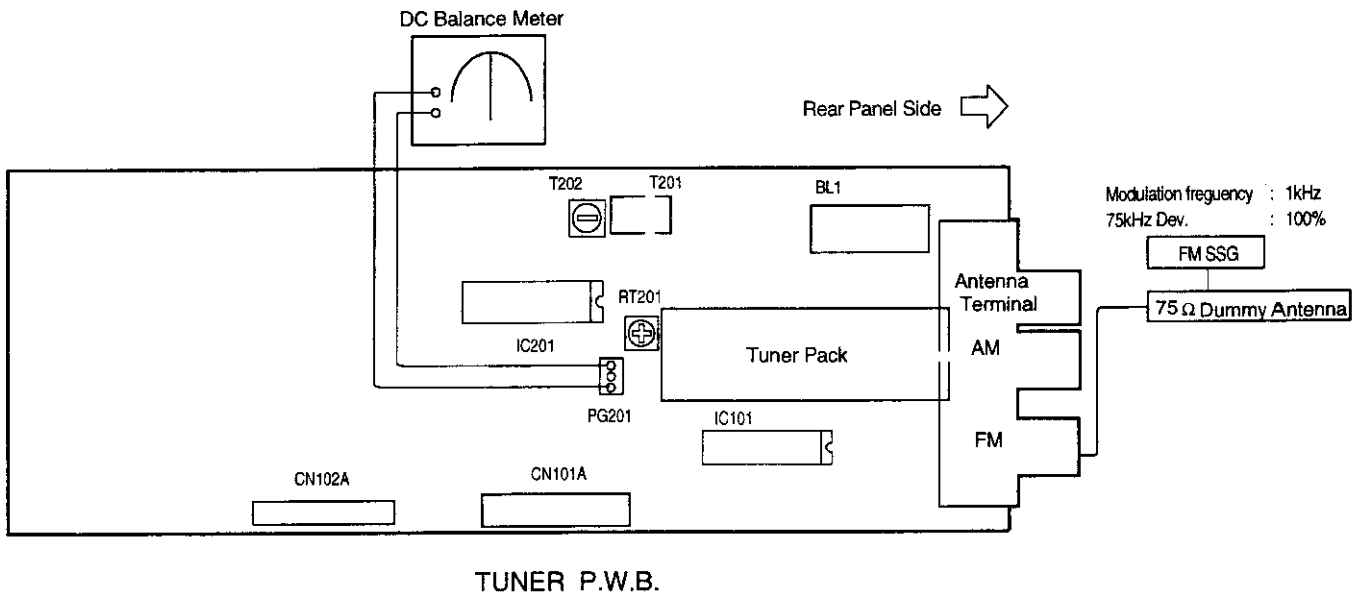 DC Balance Meter
Rear Panel Side
T202
T201
BL1
Modulation freguency : 1kHz
75kHz Dev. : 100%
FM SSG
75 Ω Dummy Antenna
Antenna
Terminal
RT201
IC201
Tuner Pack
AM
PG201
IC101
FM
CN102A
CN101A
TUNER P.W.B.